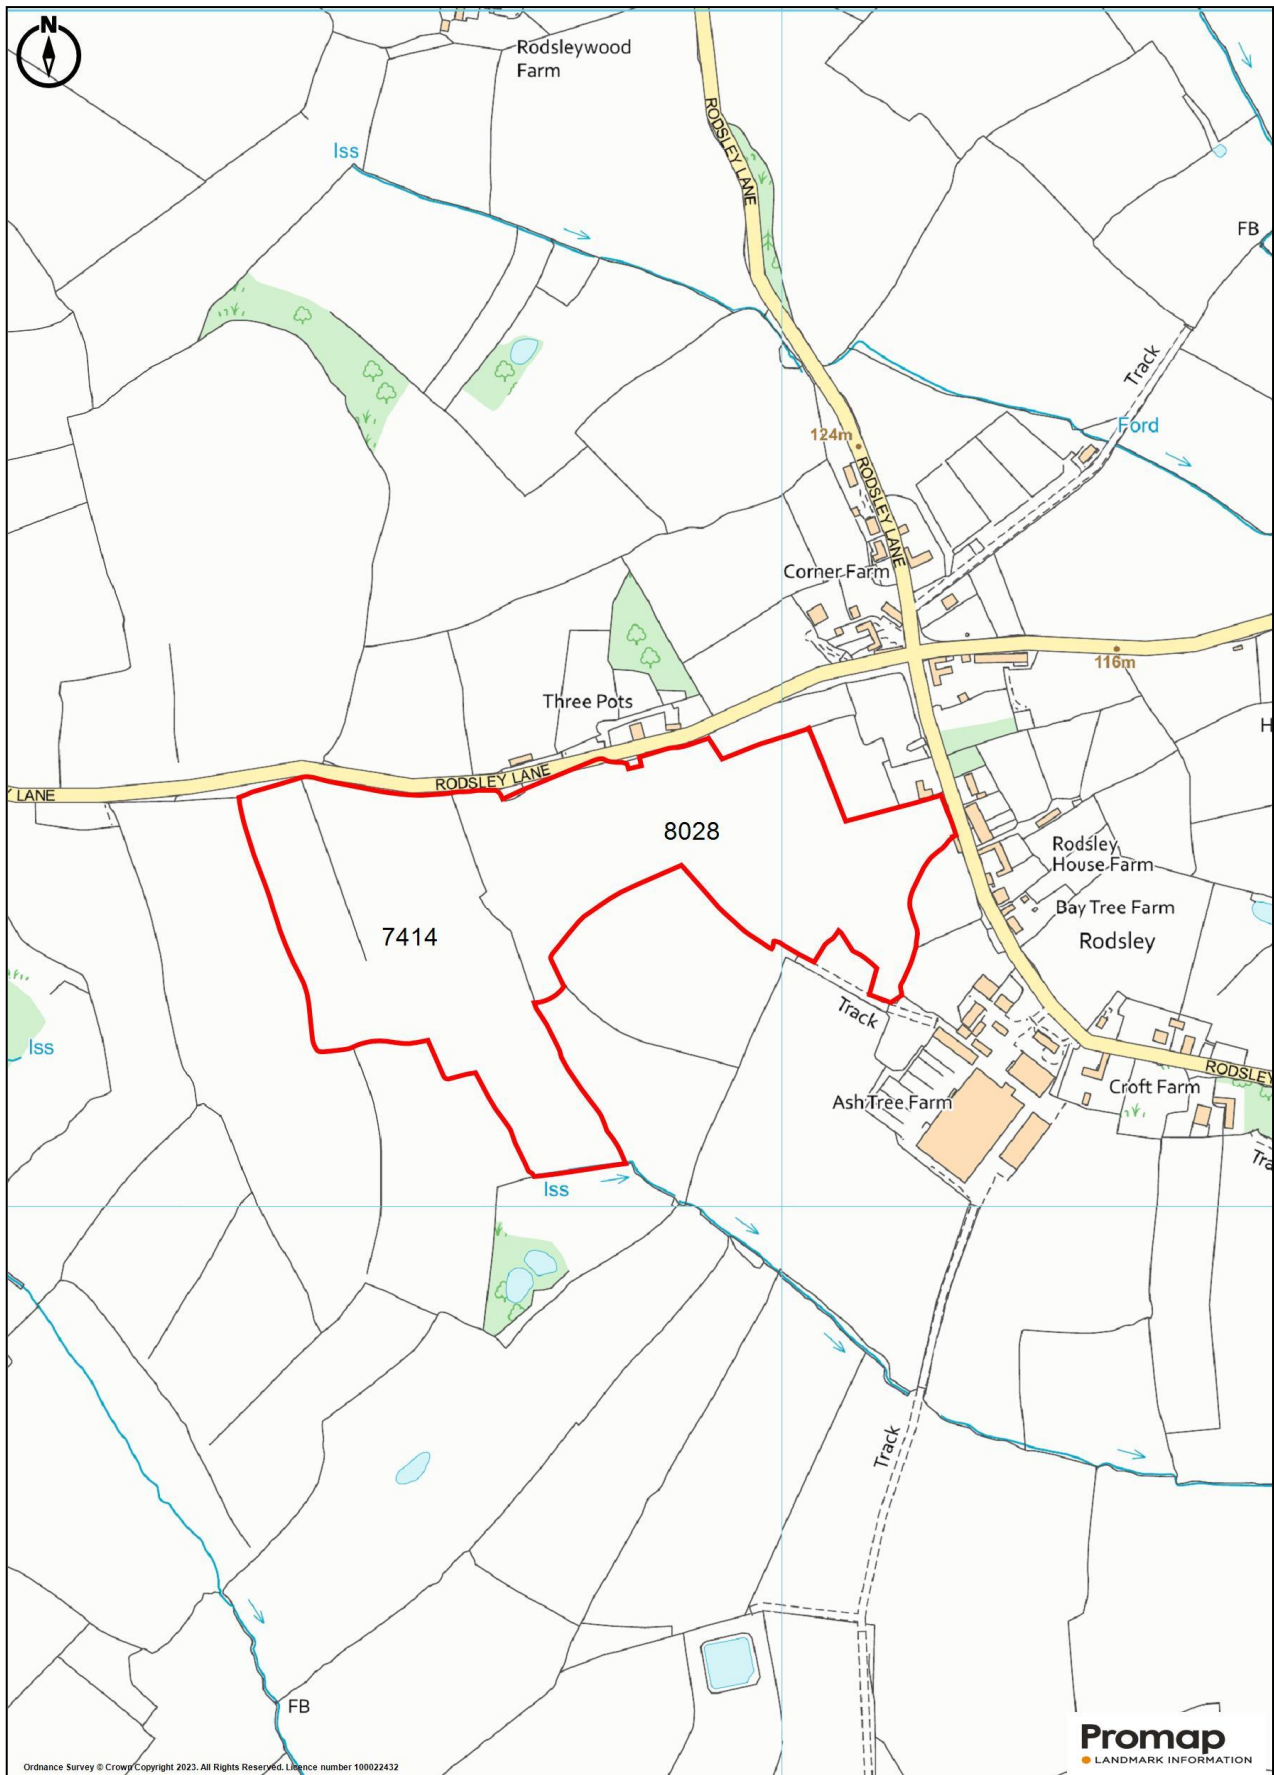 N
Rodsleywood
Farm
RODSLEY LANE
Iss
FB
Track
Ford
124m
RODSLEY LANE
Corner Farm
116m
Three Pots
H
LANE
RODSLEY LANE
8028
Rodsley
House Farm
Bay Tree Farm
Rodsley
7414
Track
Iss
RODSLEY
Croft Farm
Ash Tree Farm
Tra
Iss
Track
FB
Promap
LANDMARK INFORMATION
Ordnance Survey © Crown Copyright 2023. All Rights Reserved. Licence number 100022432